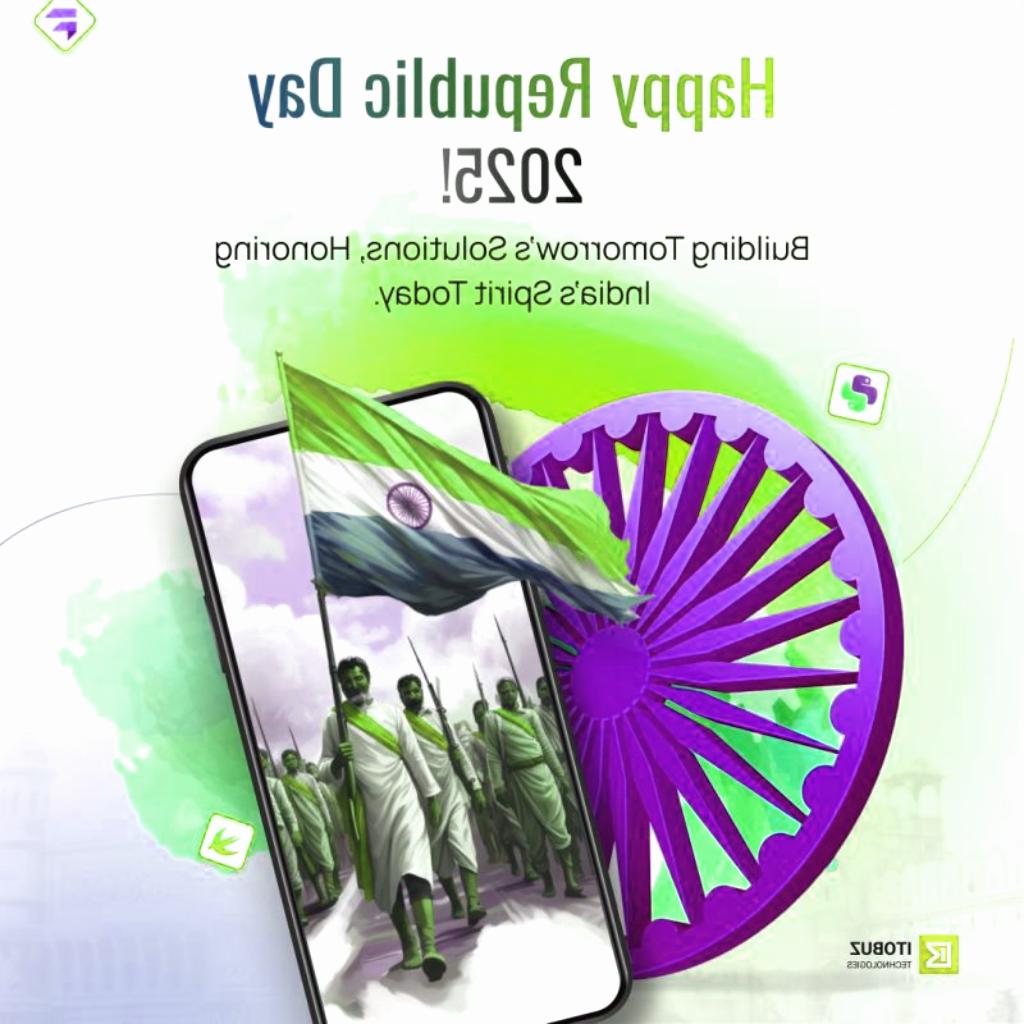 Happy Republic Day
2025!
Building Tomorrow's Solutions, Honoring
India's Spirit Today.
ITOBUZ
TECHNOLOGIES